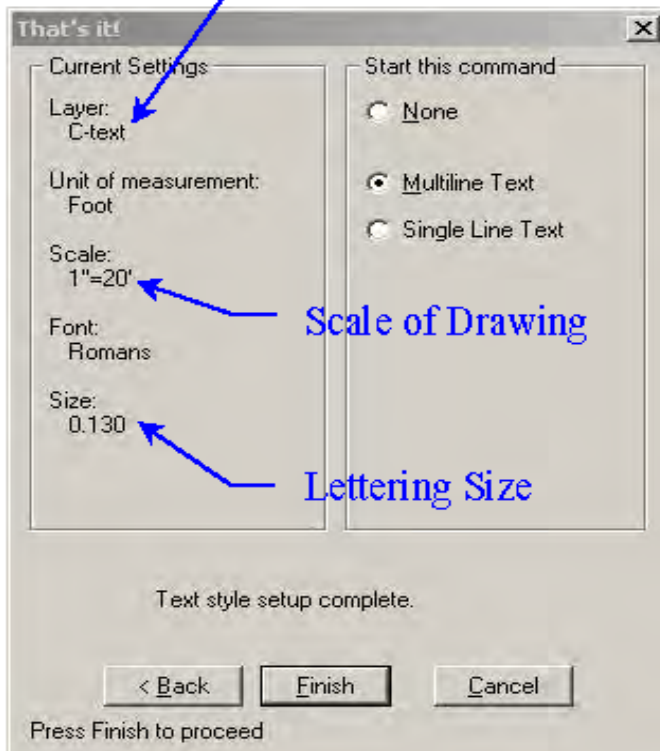 That's it!
Current Settings
Layer:
C-text
Unit of measurement:
Foot
Scale:
1"=20'
Scale of Drawing
Font:
Romans
Size:
0.130
Lettering Size
Start this command
None
Multiline Text
Single Line Text
Text style setup complete.
< Back
Finish
Cancel
Press Finish to proceed